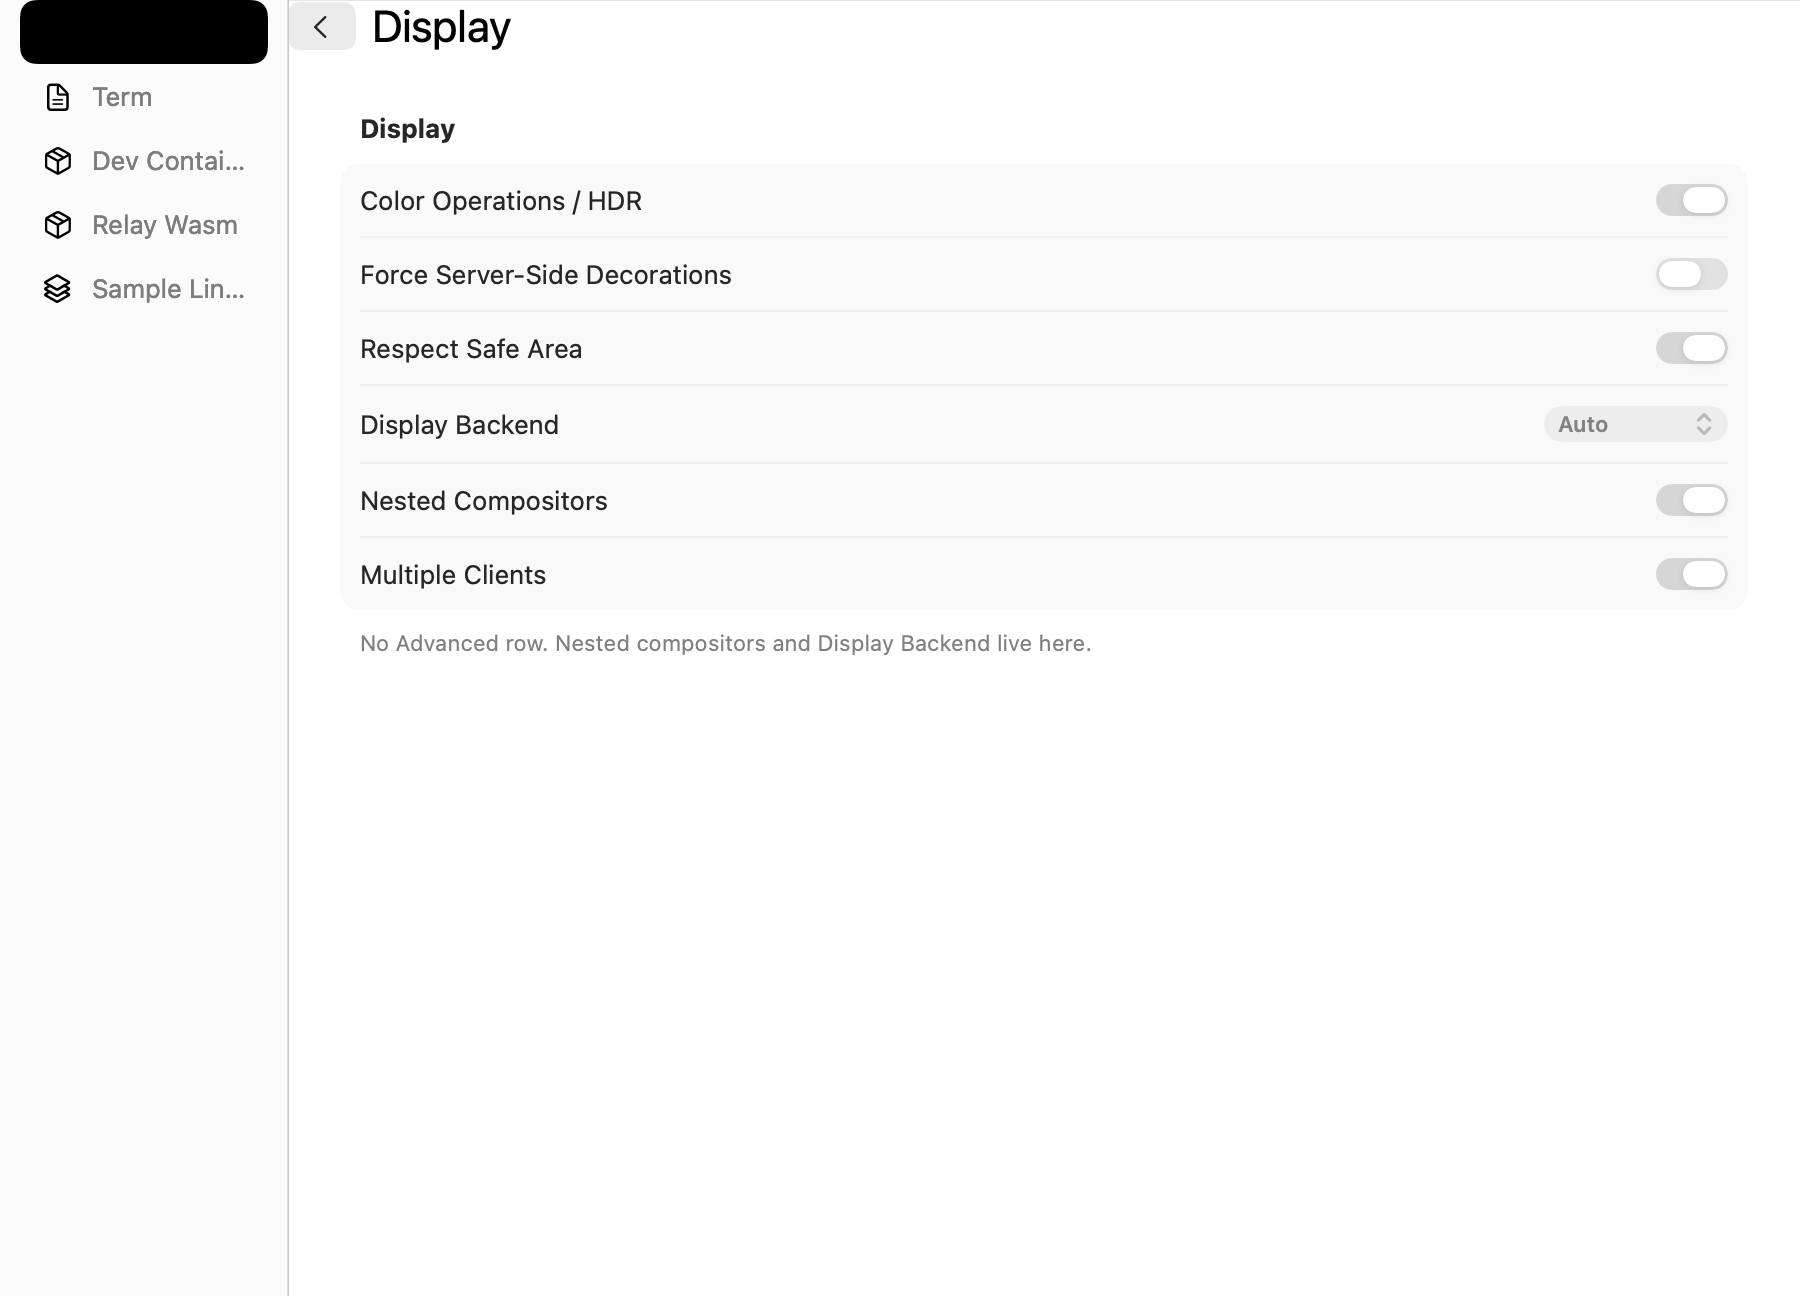 Display
Term
Dev Contai...
Relay Wasm
Sample Lin...
Display
Color Operations / HDR
Force Server-Side Decorations
Respect Safe Area
Display Backend
Auto
Nested Compositors
Multiple Clients
No Advanced row. Nested compositors and Display Backend live here.